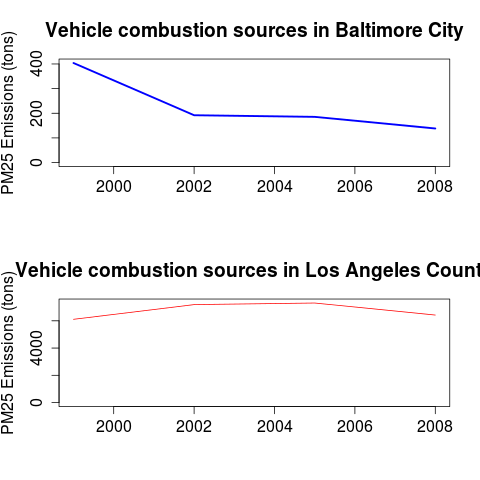 Vehicle combustion sources in Baltimore City
PM25 Emissions (tons)
400
200
0
2000 2002 2004 2006 2008
Vehicle combustion sources in Los Angeles Count
PM25 Emissions (tons)
4000
0
2000 2002 2004 2006 2008